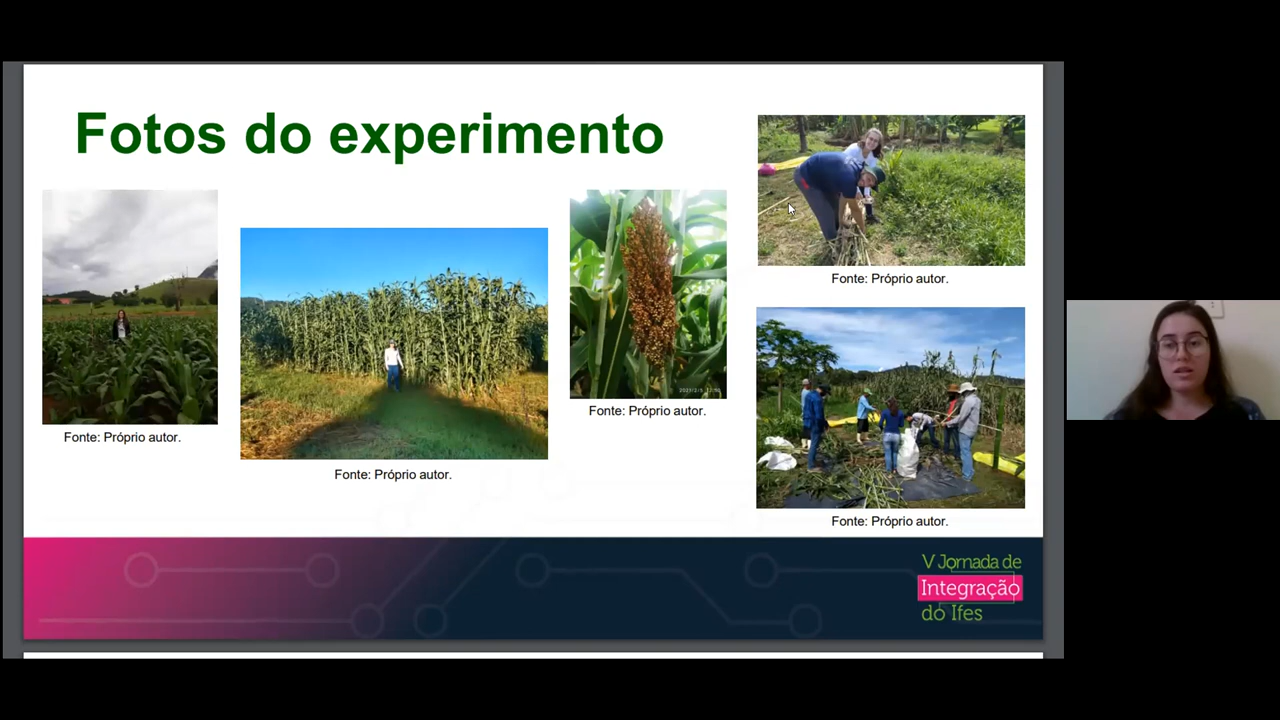 Fotos do experimento
Fonte: Próprio autor.
Fonte: Próprio autor.
Fonte: Próprio autor.
Fonte: Próprio autor.
Fonte: Próprio autor.
V Jornada de
Integração
do Ifes